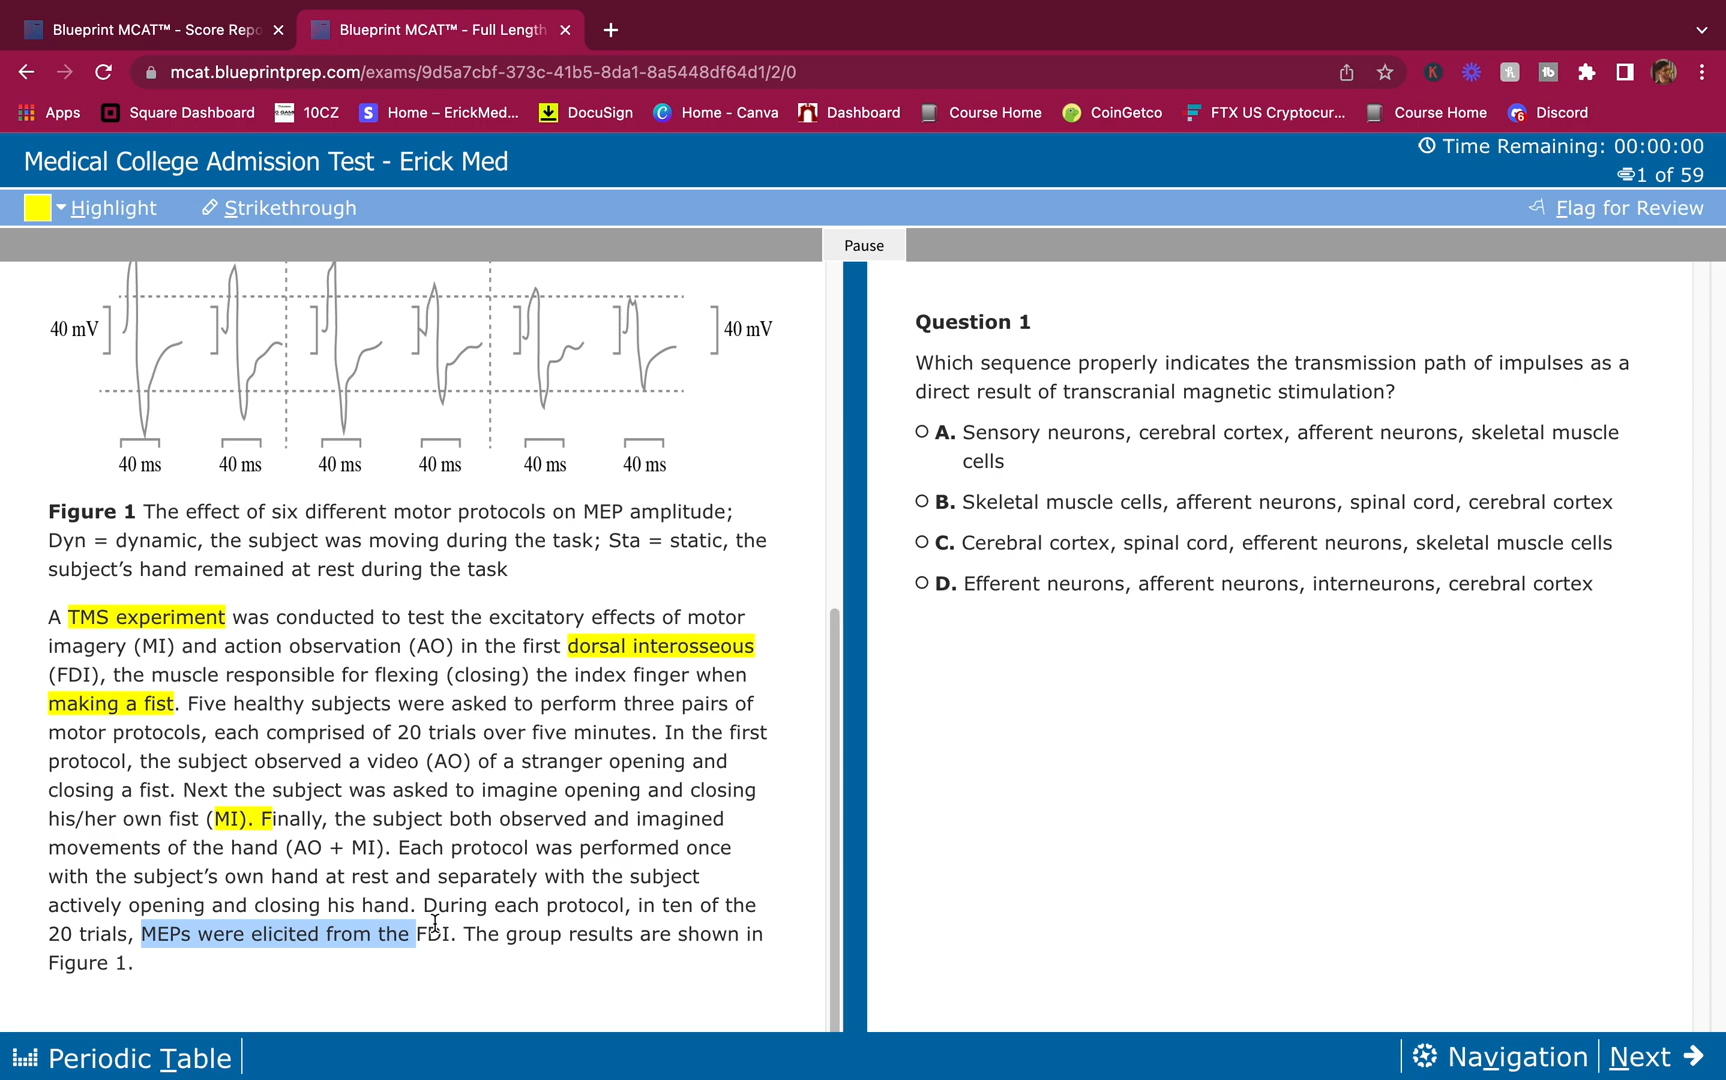 Blueprint MCAT™ - Score Repo
Blueprint MCAT™ - Full Length
mcat.blueprintprep.com/exams/9d5a7cbf-373c-41b5-8da1-8a5448df64d1/2/0
Apps Square Dashboard 10CZ Home – ErickMed... DocuSign Home - Canva Dashboard Course Home CoinGetco FTX US Cryptocur... Course Home Discord
Medical College Admission Test - Erick Med
Time Remaining: 00:00:00
1 of 59
Highlight Strikethrough Flag for Review
Pause
40 mV 40 mV
40 ms 40 ms 40 ms 40 ms 40 ms 40 ms
Figure 1 The effect of six different motor protocols on MEP amplitude;
Dyn = dynamic, the subject was moving during the task; Sta = static, the
subject’s hand remained at rest during the task
A TMS experiment was conducted to test the excitatory effects of motor
imagery (MI) and action observation (AO) in the first dorsal interosseous
(FDI), the muscle responsible for flexing (closing) the index finger when
making a fist. Five healthy subjects were asked to perform three pairs of
motor protocols, each comprised of 20 trials over five minutes. In the first
protocol, the subject observed a video (AO) of a stranger opening and
closing a fist. Next the subject was asked to imagine opening and closing
his/her own fist (MI). Finally, the subject both observed and imagined
movements of the hand (AO + MI). Each protocol was performed once
with the subject’s own hand at rest and separately with the subject
actively opening and closing his hand. During each protocol, in ten of the
20 trials, MEPs were elicited from the FDI. The group results are shown in
Figure 1.
Question 1
Which sequence properly indicates the transmission path of impulses as a
direct result of transcranial magnetic stimulation?
A. Sensory neurons, cerebral cortex, afferent neurons, skeletal muscle
cells
B. Skeletal muscle cells, afferent neurons, spinal cord, cerebral cortex
C. Cerebral cortex, spinal cord, efferent neurons, skeletal muscle cells
D. Efferent neurons, afferent neurons, interneurons, cerebral cortex
Periodic Table Navigation Next